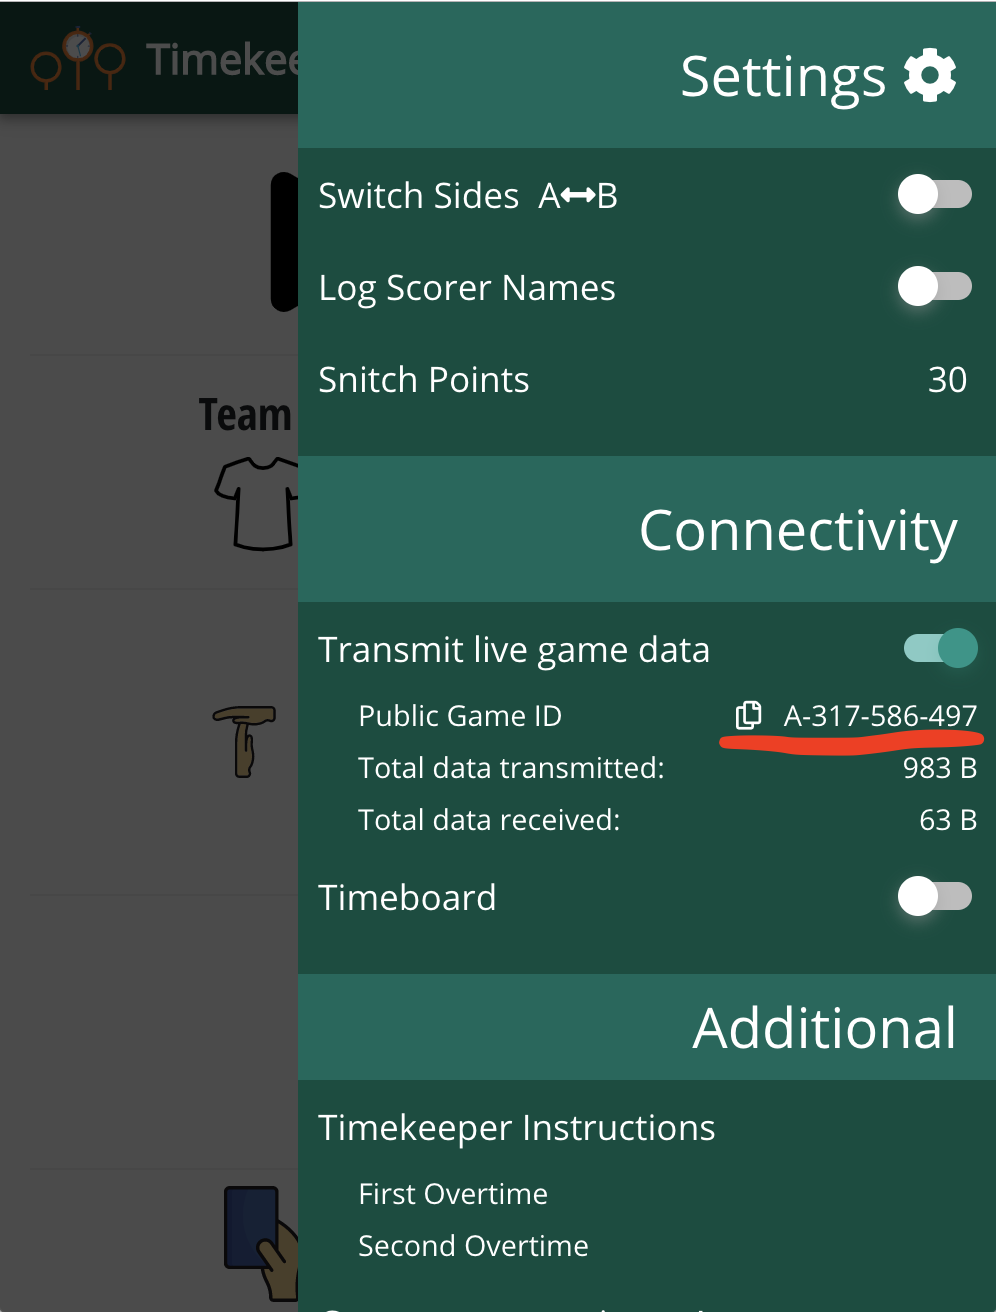 Timekee
Settings
Switch Sides A B
Log Scorer Names
Snitch Points 30
Team
Connectivity
Transmit live game data
Public Game ID A-317-586-497
Total data transmitted: 983 B
Total data received: 63 B
Timeboard
Additional
Timekeeper Instructions
First Overtime
Second Overtime